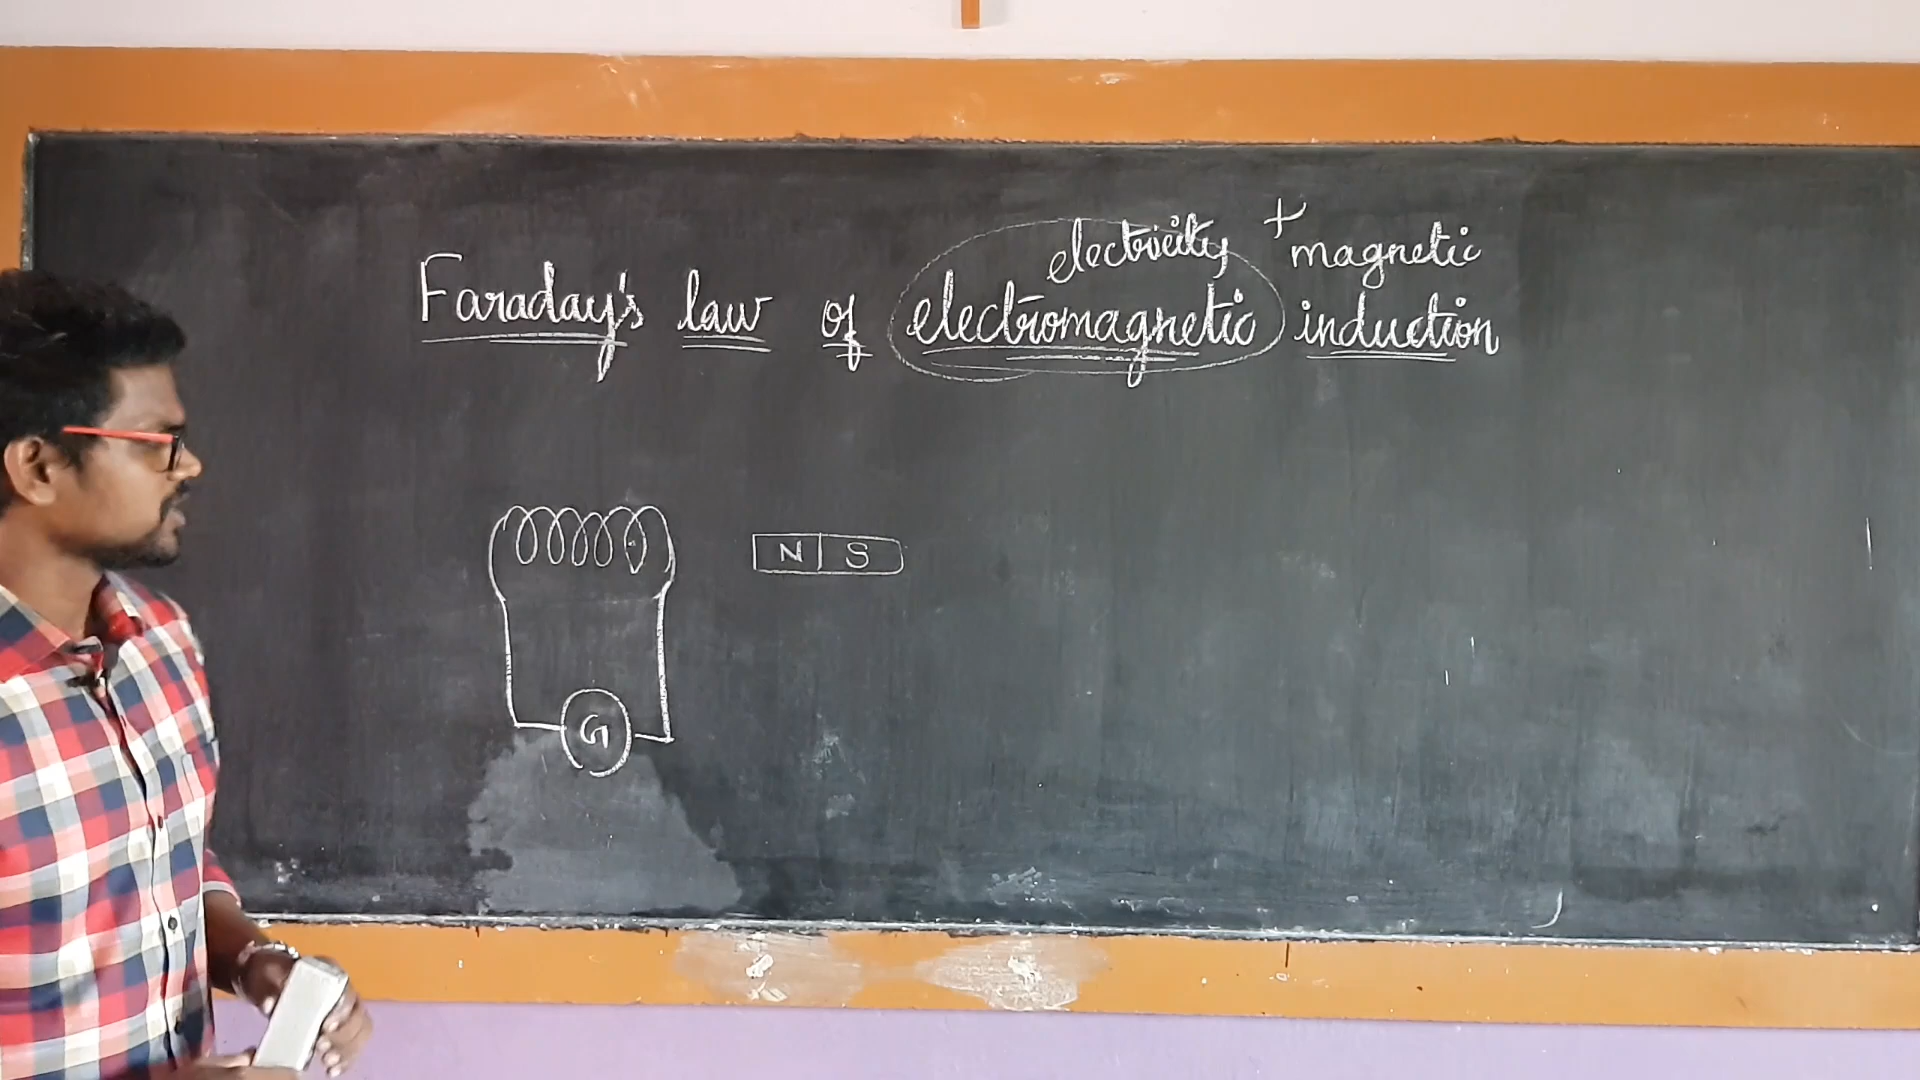 electricity + magnetic
Faraday's law of electromagnetic induction
N S
G